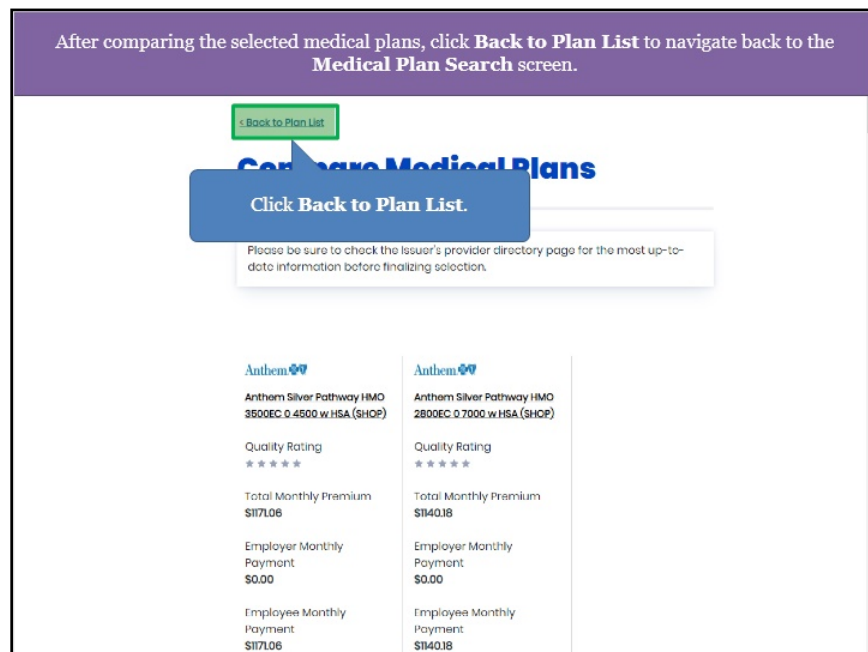 After comparing the selected medical plans, click Back to Plan List to navigate back to the
Medical Plan Search screen.
< Back to Plan List
Compare Medical Plans
Click Back to Plan List.
Please be sure to check the Issuer's provider directory page for the most up-to-
date information before finalizing selection.
Anthem
Anthem Silver Pathway HMO
3500EC 0 4500 w HSA (SHOP)
Quality Rating
Total Monthly Premium
$1171.06
Employer Monthly
Payment
$0.00
Employee Monthly
Payment
$1171.06
Anthem
Anthem Silver Pathway HMO
2800EC 0 7000 w HSA (SHOP)
Quality Rating
Total Monthly Premium
$1140.18
Employer Monthly
Payment
$0.00
Employee Monthly
Payment
$1140.18